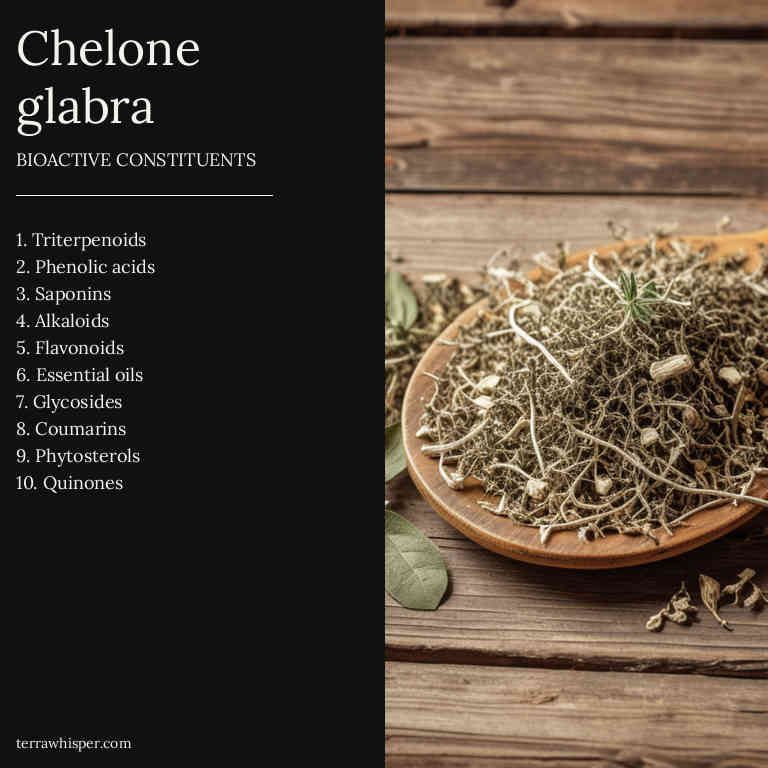 Chelone
glabra
BIOACTIVE CONSTITUENTS
1. Triterpenoids
2. Phenolic acids
3. Saponins
4. Alkaloids
5. Flavonoids
6. Essential oils
7. Glycosides
8. Coumarins
9. Phytosterols
10. Quinones
terrawhisper.com